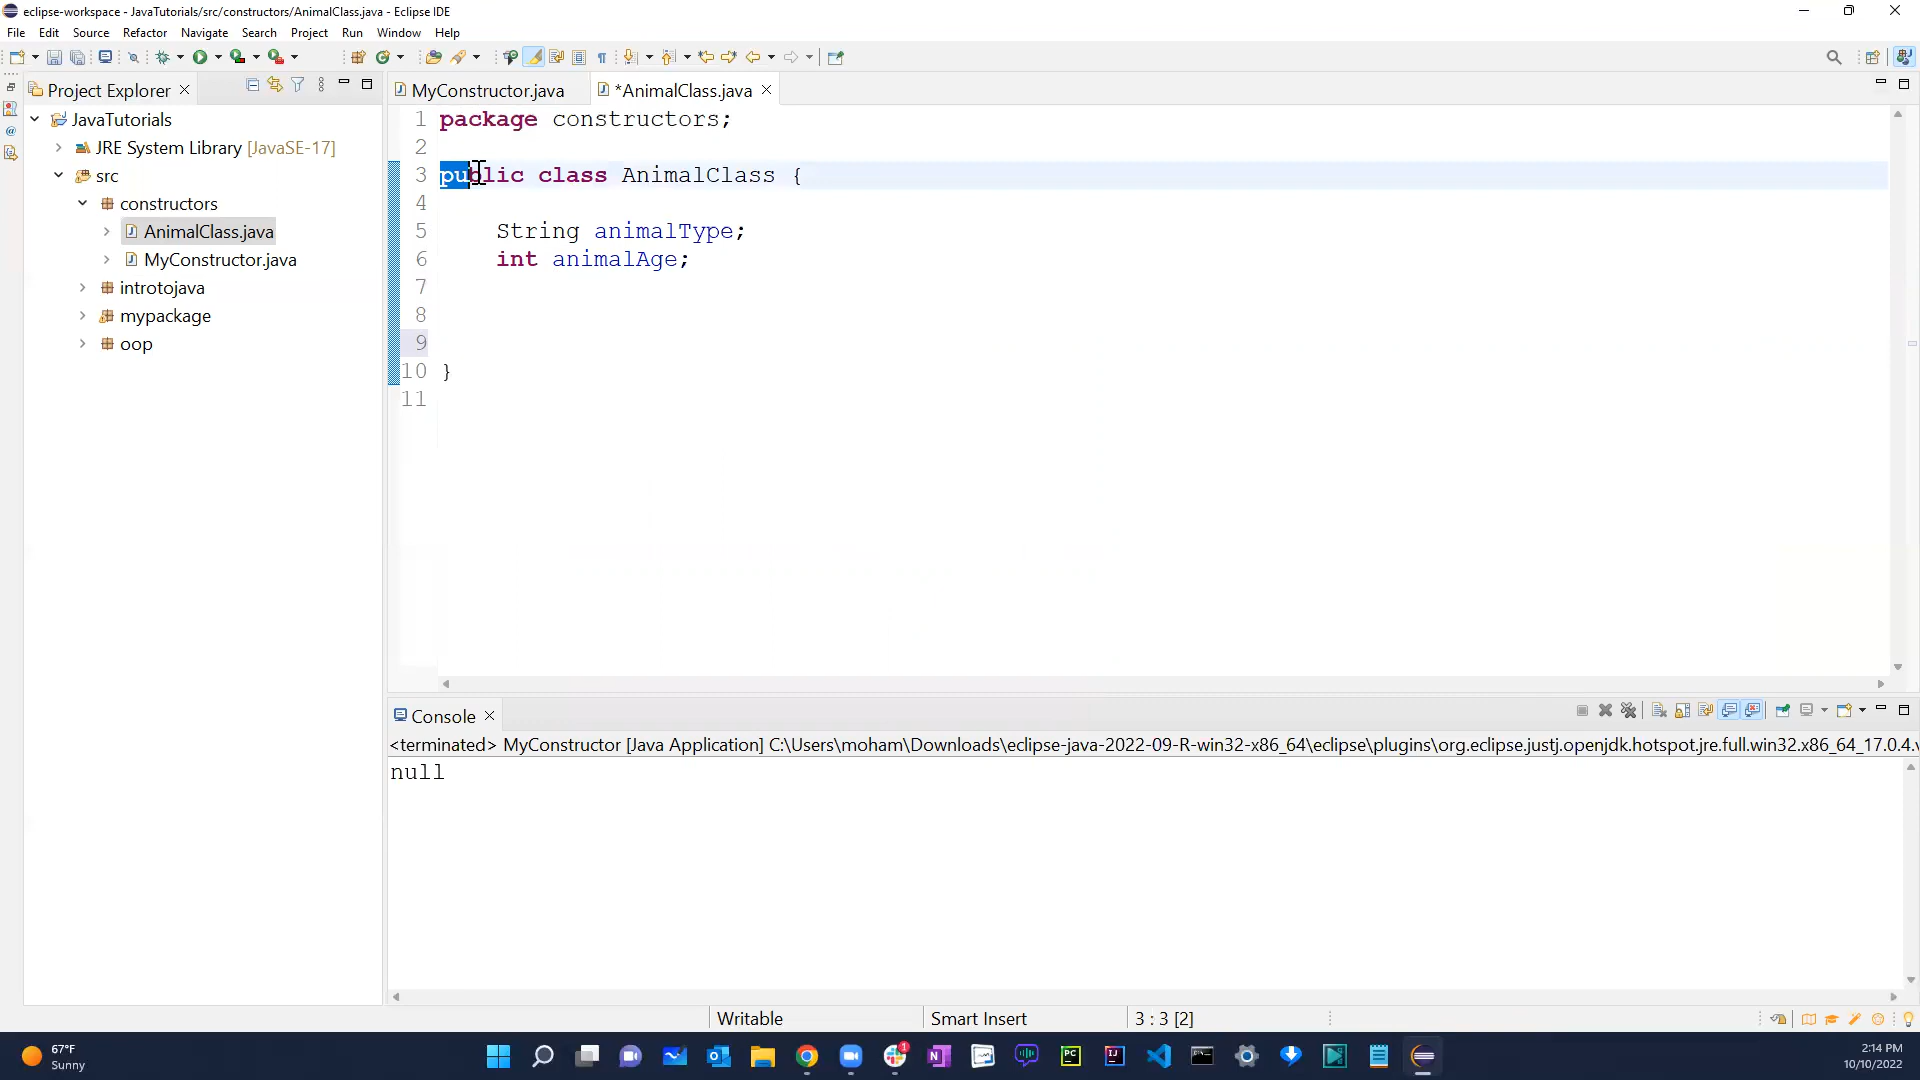 eclipse-workspace - JavaTutorials/src/constructors/AnimalClass.java - Eclipse IDE
File Edit Source Refactor Navigate Search Project Run Window Help
Project Explorer
MyConstructor.java
*AnimalClass.java
JavaTutorials
JRE System Library [JavaSE-17]
src
constructors
AnimalClass.java
MyConstructor.java
introtojava
mypackage
oop
1 package constructors;
2
3 public class AnimalClass {
4
5 String animalType;
6 int animalAge;
7
8
9
10 }
11
Console
<terminated> MyConstructor [Java Application] C:\Users\moham\Downloads\eclipse-java-2022-09-R-win32-x86_64\eclipse\plugins\org.eclipse.justj.openjdk.hotspot.jre.full.win32.x86_64_17.0.4.v
null
Writable
Smart Insert
3 : 3 [2]
67°F
Sunny
1
PC
2:14 PM
10/10/2022